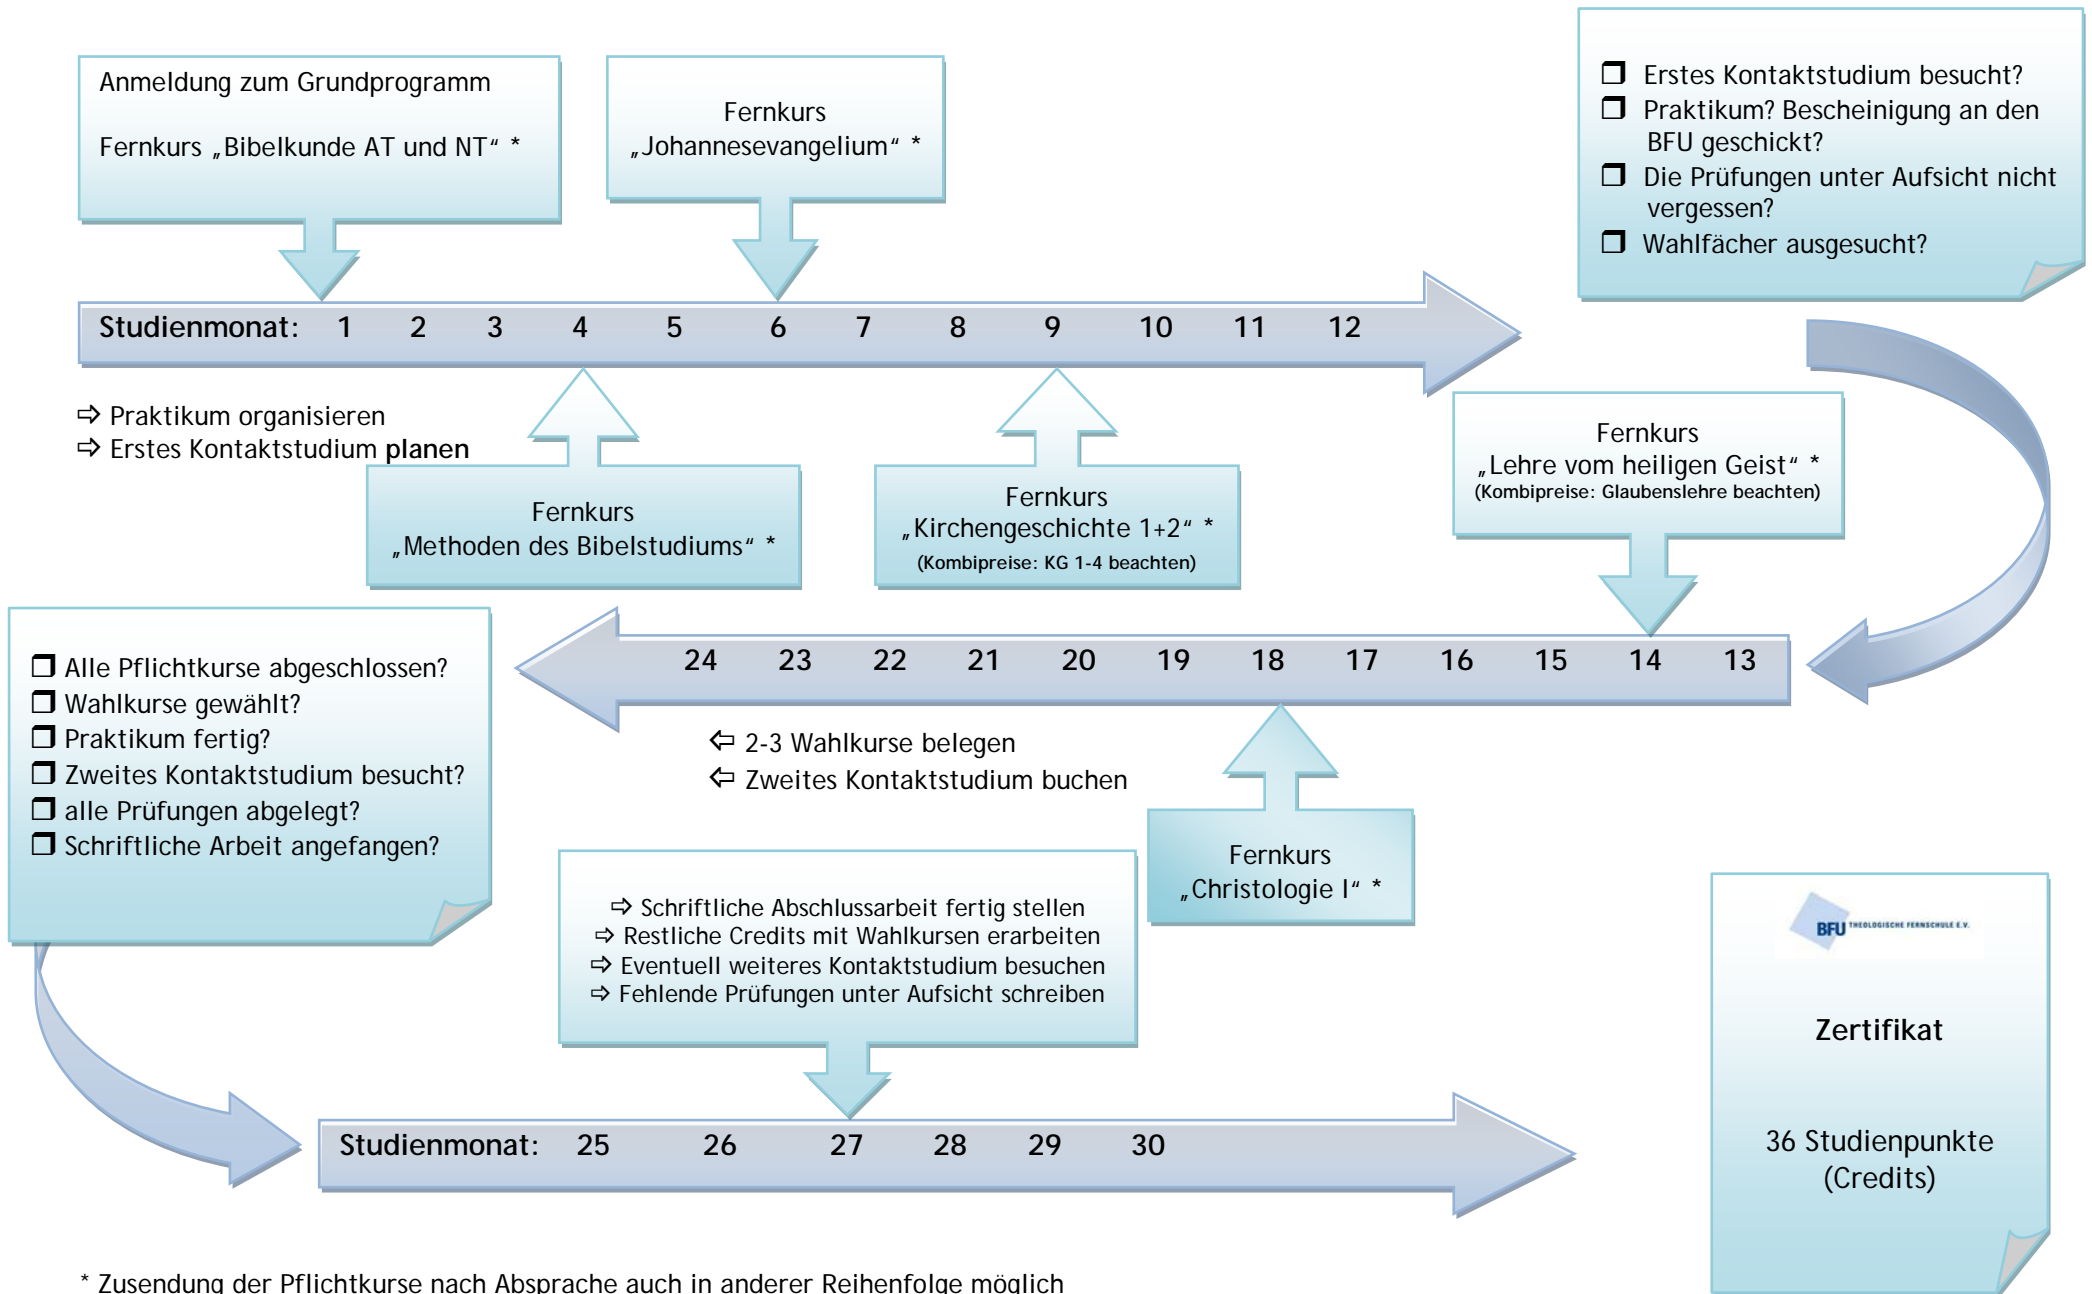 Anmeldung zum Grundprogramm
Fernkurs „Bibelkunde AT und NT“ *
Fernkurs
„Johannesevangelium“ *
❒ Erstes Kontaktstudium besucht?
❒ Praktikum? Bescheinigung an den
BFU geschickt?
❒ Die Prüfungen unter Aufsicht nicht
vergessen?
❒ Wahlfächer ausgesucht?
Studienmonat: 1 2 3 4 5 6 7 8 9 10 11 12
⇨ Praktikum organisieren
⇨ Erstes Kontaktstudium planen
Fernkurs
„Methoden des Bibelstudiums“ *
Fernkurs
„Kirchengeschichte 1+2“ *
(Kombipreise: KG 1-4 beachten)
Fernkurs
„Lehre vom heiligen Geist“ *
(Kombipreise: Glaubenslehre beachten)
24 23 22 21 20 19 18 17 16 15 14 13
❒ Alle Pflichtkurse abgeschlossen?
❒ Wahlkurse gewählt?
❒ Praktikum fertig?
❒ Zweites Kontaktstudium besucht?
❒ alle Prüfungen abgelegt?
❒ Schriftliche Arbeit angefangen?
⇦ 2-3 Wahlkurse belegen
⇦ Zweites Kontaktstudium buchen
Fernkurs
„Christologie I“ *
⇨ Schriftliche Abschlussarbeit fertig stellen
⇨ Restliche Credits mit Wahlkursen erarbeiten
⇨ Eventuell weiteres Kontaktstudium besuchen
⇨ Fehlende Prüfungen unter Aufsicht schreiben
Studienmonat: 25 26 27 28 29 30
BFU THEOLOGISCHE FERNSCHULE E.V.
Zertifikat
36 Studienpunkte
(Credits)
* Zusendung der Pflichtkurse nach Absprache auch in anderer Reihenfolge möglich